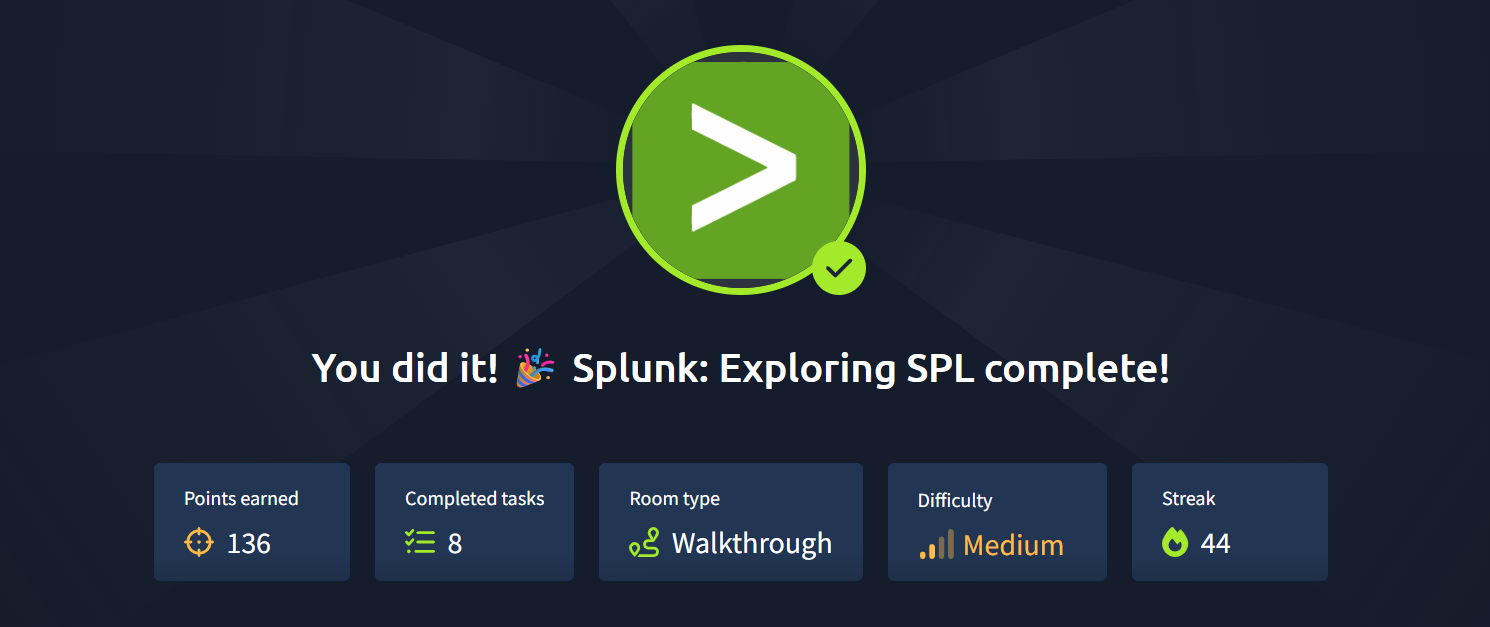 You did it! 🎉 Splunk: Exploring SPL complete!
Points earned
136
Completed tasks
8
Room type
Walkthrough
Difficulty
Medium
Streak
44